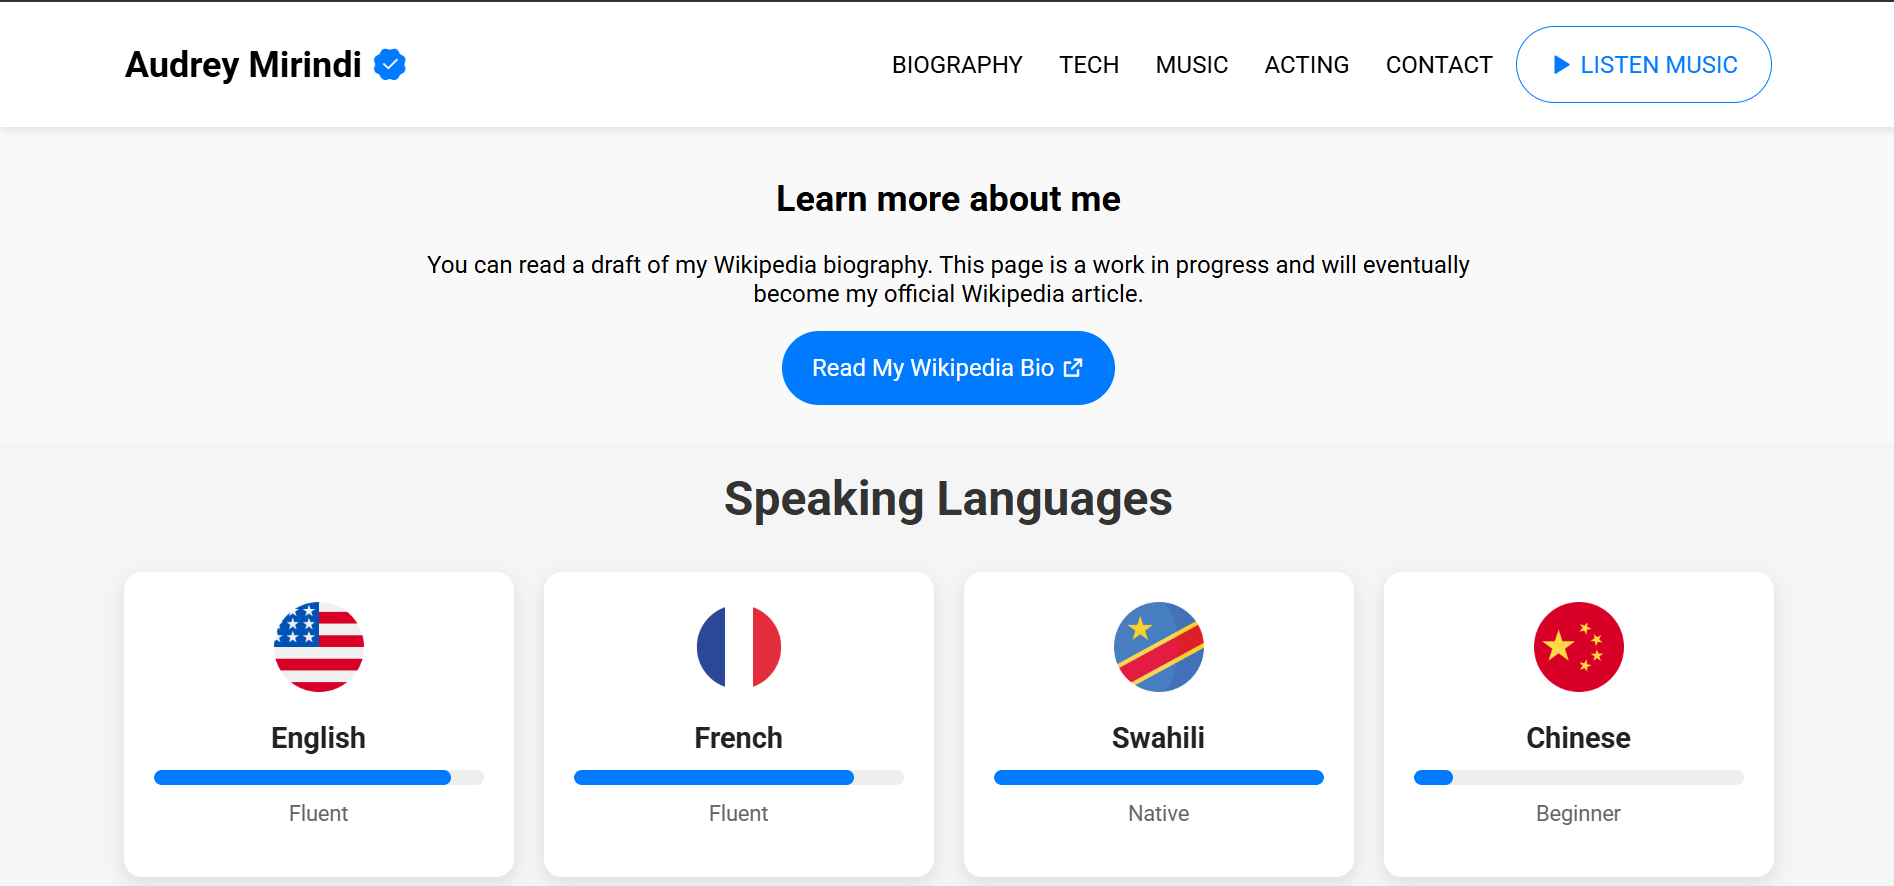 Audrey Mirindi
BIOGRAPHY TECH MUSIC ACTING CONTACT LISTEN MUSIC
Learn more about me
You can read a draft of my Wikipedia biography. This page is a work in progress and will eventually
become my official Wikipedia article.
Read My Wikipedia Bio
Speaking Languages
English
Fluent
French
Fluent
Swahili
Native
Chinese
Beginner